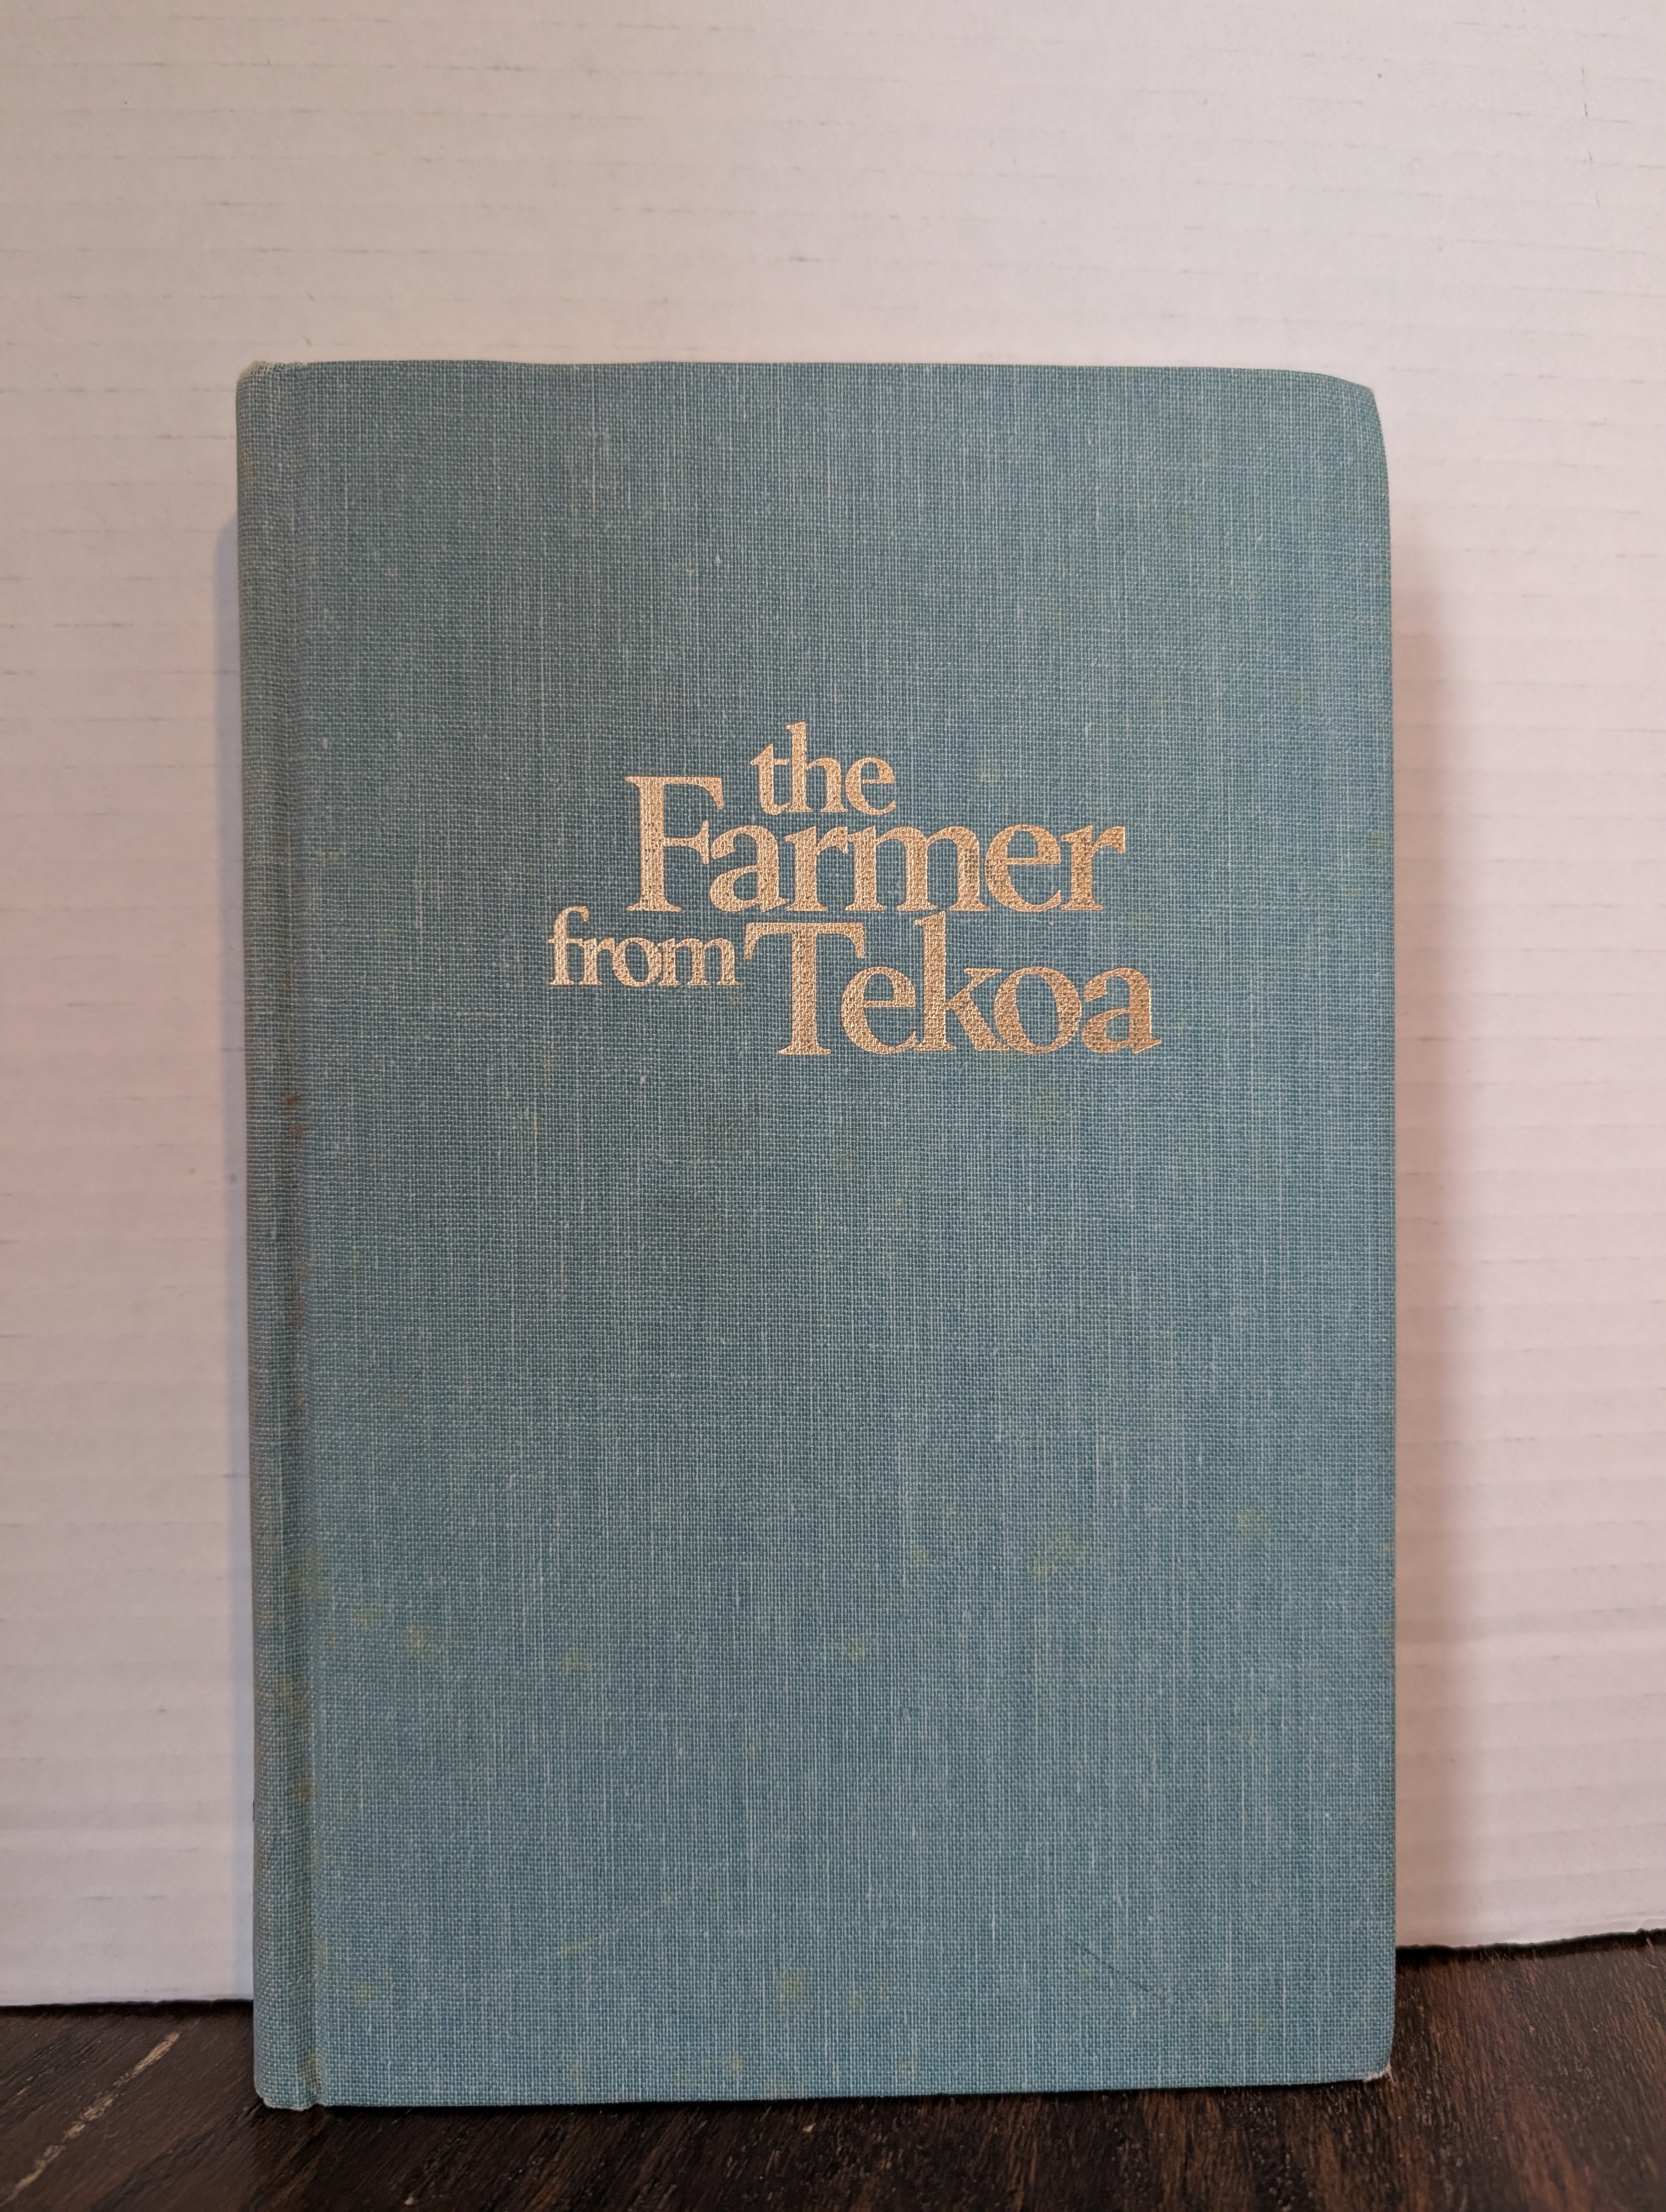 the
Farmer
from Tekoa